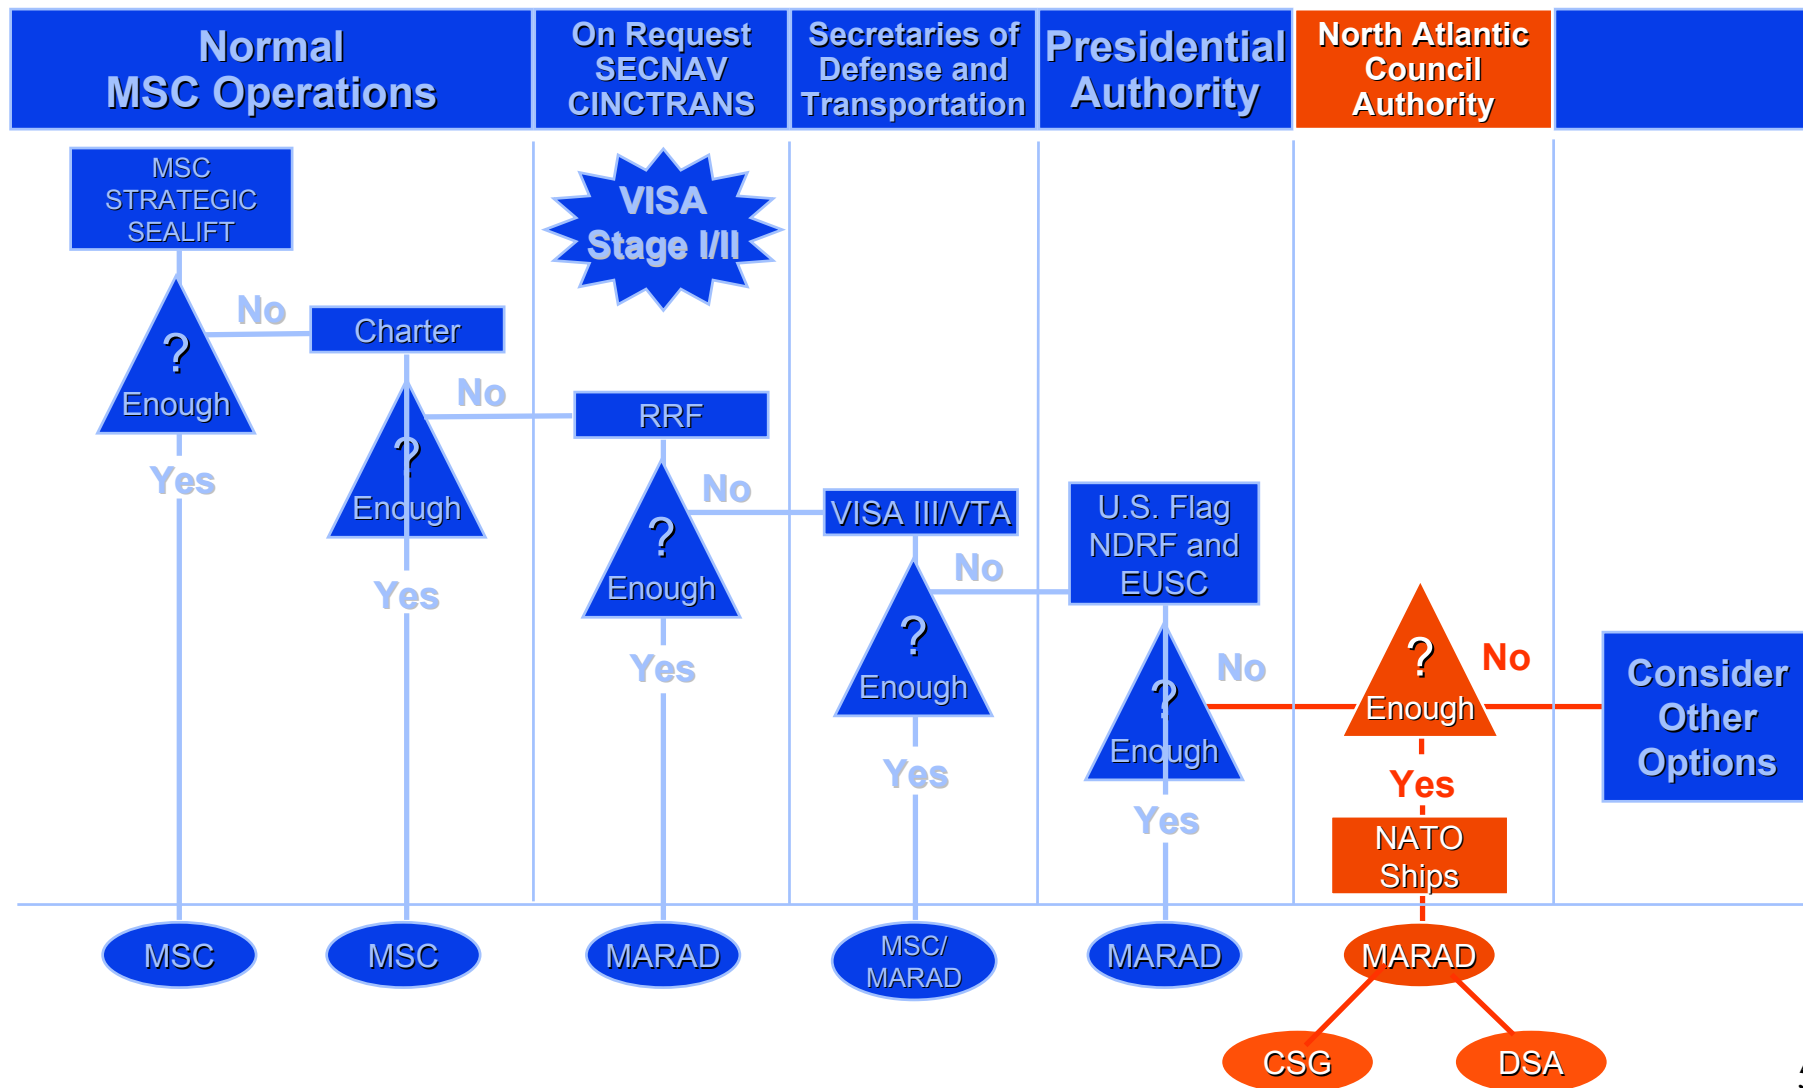 Normal
MSC Operations
On Request
SECNAV
CINCTRANS
Secretaries of
Defense and
Transportation
Presidential
Authority
North Atlantic
Council
Authority
MSC
STRATEGIC
SEALIFT
?
Enough
No
Yes
Charter
?
Enough
No
Yes
VISA
Stage I/II
RRF
?
Enough
No
Yes
VISA III/VTA
?
Enough
No
Yes
U.S. Flag
NDRF and
EUSC
?
Enough
No
Yes
?
Enough
No
Yes
NATO
Ships
Consider
Other
Options
MSC
MSC
MARAD
MSC/
MARAD
MARAD
MARAD
CSG
DSA